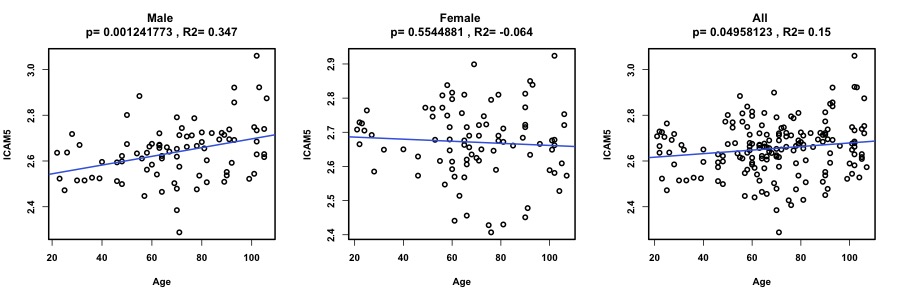 Male
p= 0.001241773 , R2= 0.347
ICAM5
3.0
2.8
2.6
2.4
20 40 60 80 100
Age
Female
p= 0.5544881 , R2= -0.064
ICAM5
2.9
2.8
2.7
2.6
2.5
2.4
20 40 60 80 100
Age
All
p= 0.04958123 , R2= 0.15
ICAM5
3.0
2.8
2.6
2.4
20 40 60 80 100
Age